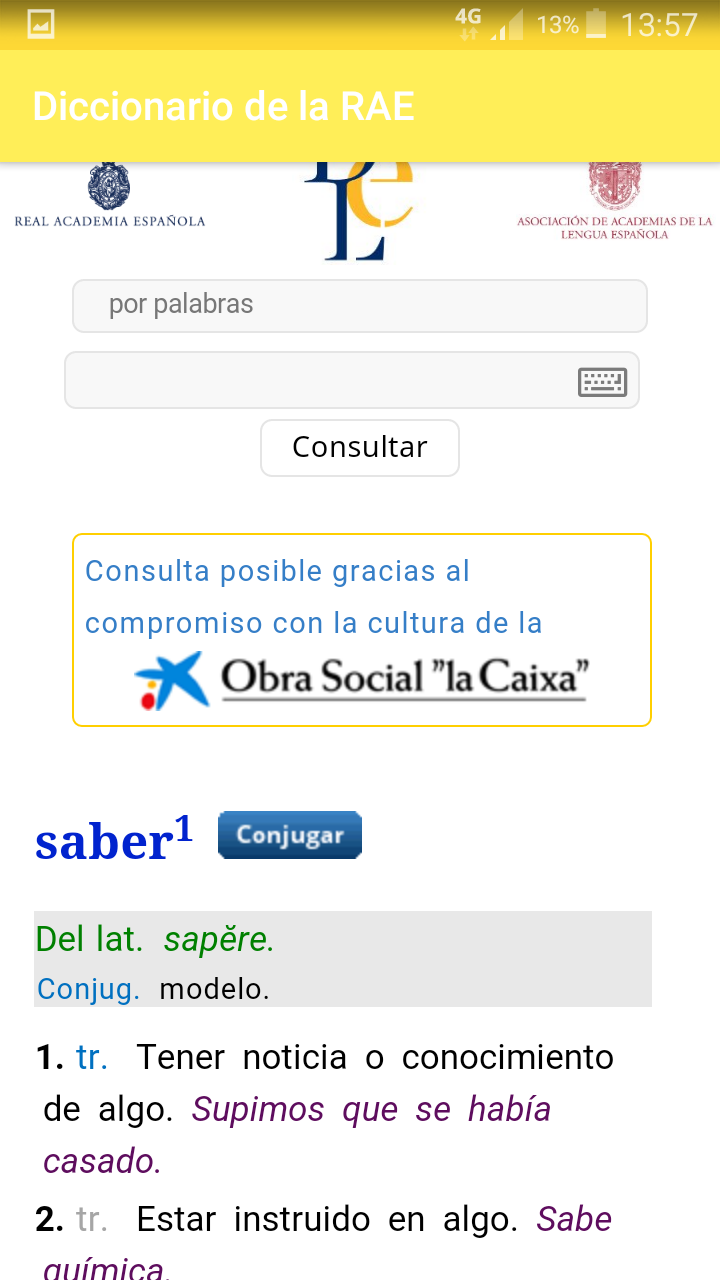 4G 13% 13:57
Diccionario de la RAE
DLe
REAL ACADEMIA ESPAÑOLA
ASOCIACIÓN DE ACADEMIAS DE LA
LENGUA ESPAÑOLA
por palabras
Consultar
Consulta posible gracias al
compromiso con la cultura de la
Obra Social "la Caixa"
saber¹ Conjugar
Del lat. sapĕre.
Conjug. modelo.
1. tr. Tener noticia o conocimiento
de algo. Supimos que se había
casado.
2. tr. Estar instruido en algo. Sabe
química.